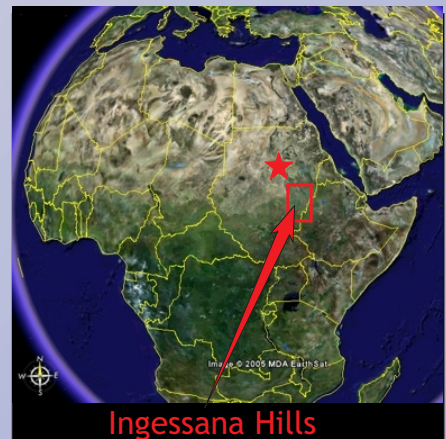 Image © 2005 MDA EarthSat
N
W E
S
Ingessana Hills